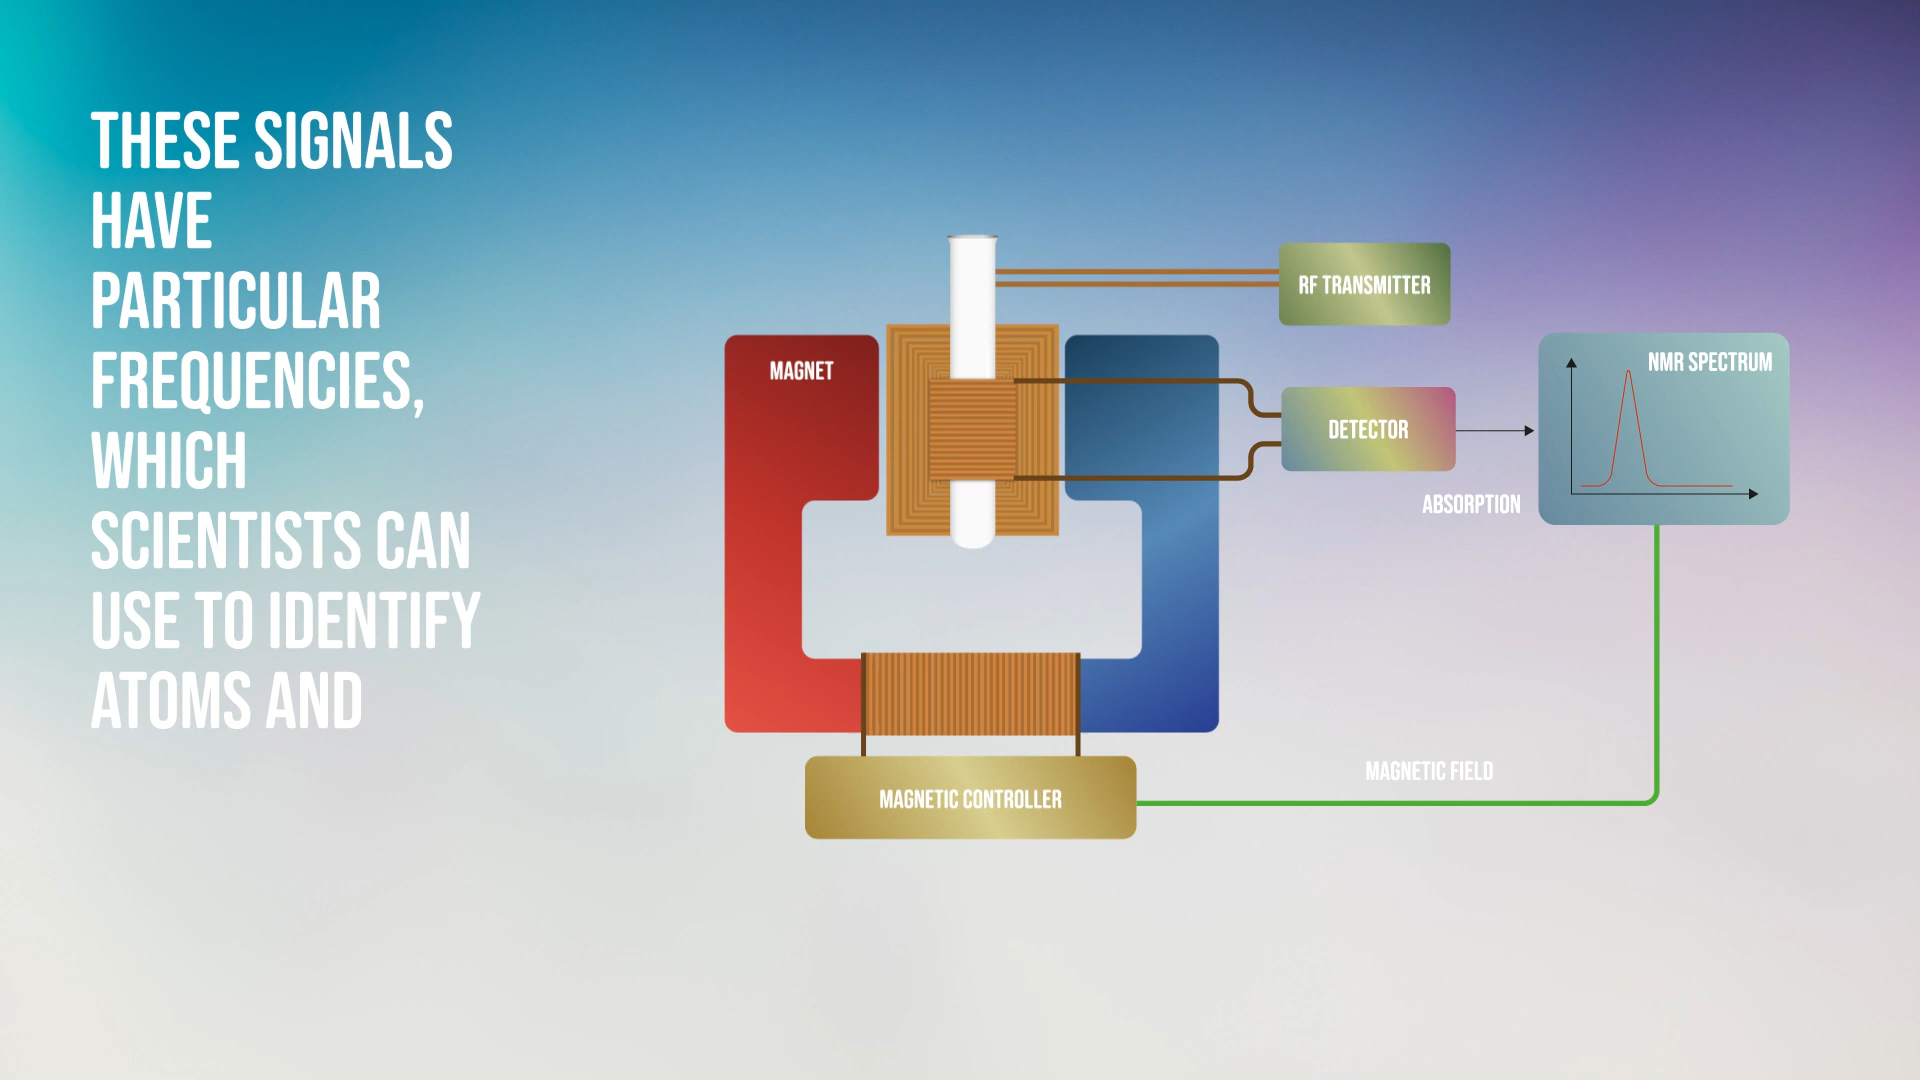 THESE SIGNALS
HAVE
PARTICULAR
FREQUENCIES,
WHICH
SCIENTISTS CAN
USE TO IDENTIFY
ATOMS AND
RF TRANSMITTER
MAGNET
NMR SPECTRUM
DETECTOR
ABSORPTION
MAGNETIC FIELD
MAGNETIC CONTROLLER